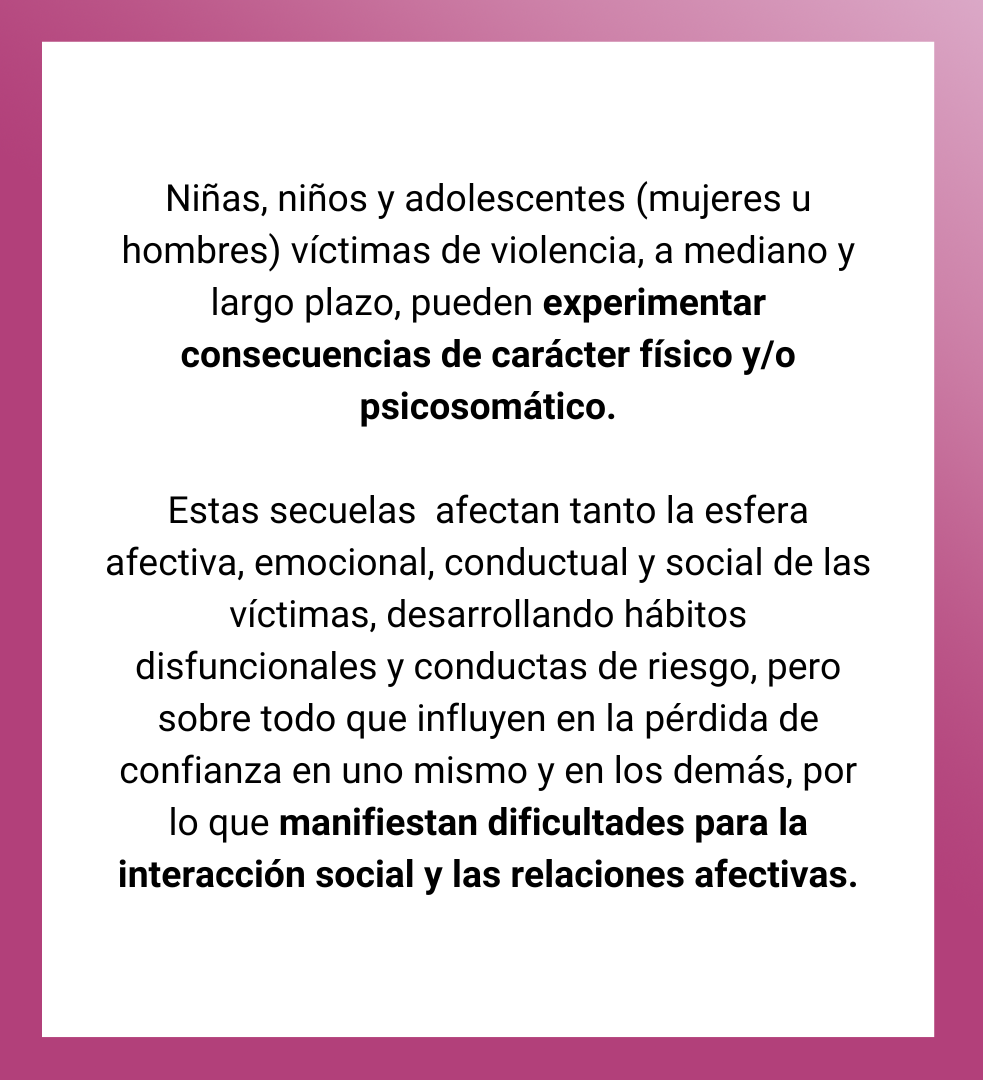 Niñas, niños y adolescentes (mujeres u
hombres) víctimas de violencia, a mediano y
largo plazo, pueden experimentar
consecuencias de carácter físico y/o
psicosomático.
Estas secuelas  afectan tanto la esfera
afectiva, emocional, conductual y social de las
víctimas, desarrollando hábitos
disfuncionales y conductas de riesgo, pero
sobre todo que influyen en la pérdida de
confianza en uno mismo y en los demás, por
lo que manifiestan dificultades para la
interacción social y las relaciones afectivas.